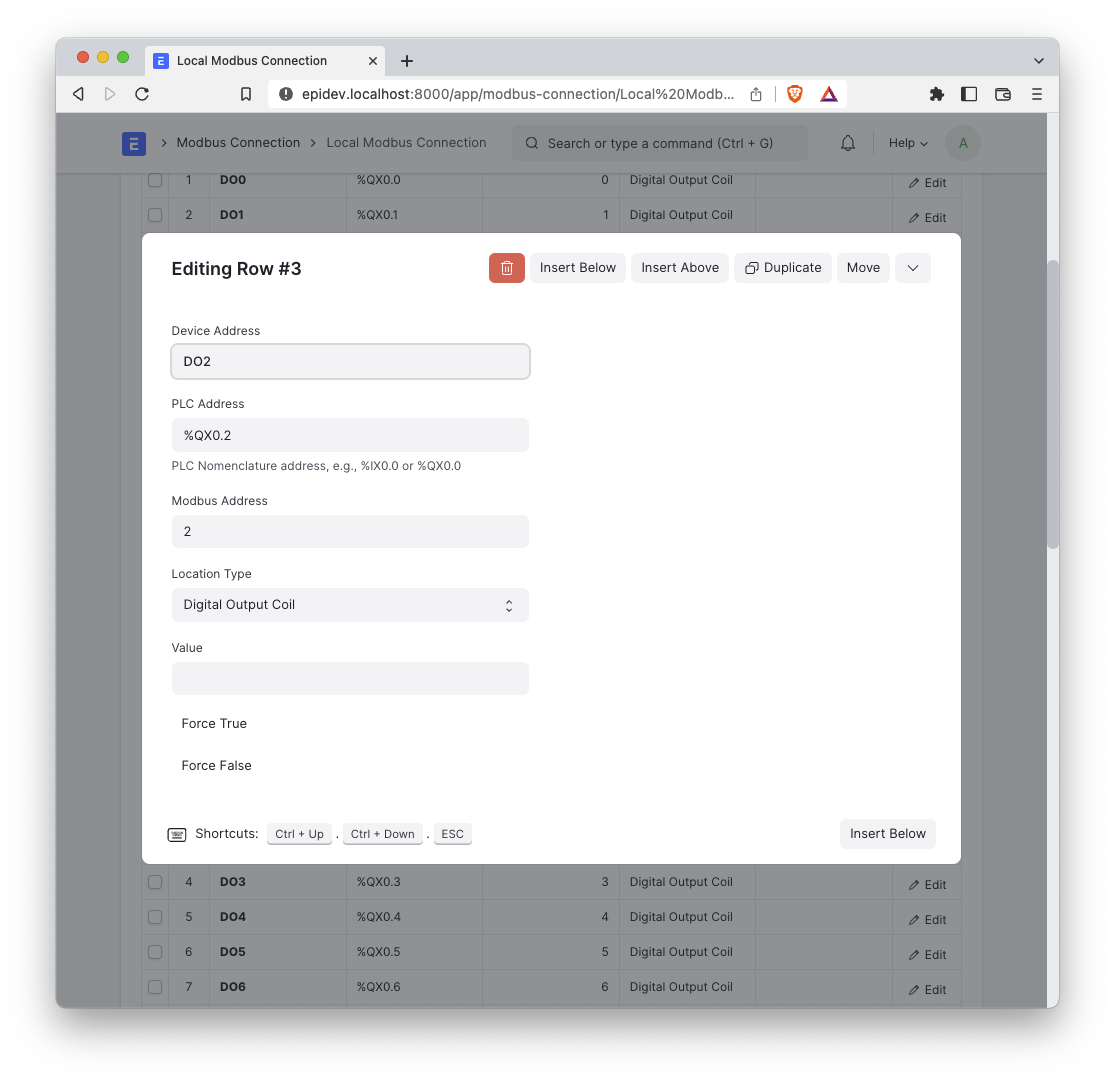 E Local Modbus Connection
epidev.localhost:8000/app/modbus-connection/Local%20Modb...
E Modbus Connection Local Modbus Connection Search or type a command (Ctrl + G) Help A
1 DO0 %QX0.0 0 Digital Output Coil Edit
2 DO1 %QX0.1 1 Digital Output Coil Edit
Editing Row #3 Insert Below Insert Above Duplicate Move
Device Address
DO2
PLC Address
%QX0.2
PLC Nomenclature address, e.g., %IX0.0 or %QX0.0
Modbus Address
2
Location Type
Digital Output Coil
Value
Force True
Force False
Shortcuts: Ctrl + Up . Ctrl + Down . ESC Insert Below
4 DO3 %QX0.3 3 Digital Output Coil Edit
5 DO4 %QX0.4 4 Digital Output Coil Edit
6 DO5 %QX0.5 5 Digital Output Coil Edit
7 DO6 %QX0.6 6 Digital Output Coil Edit